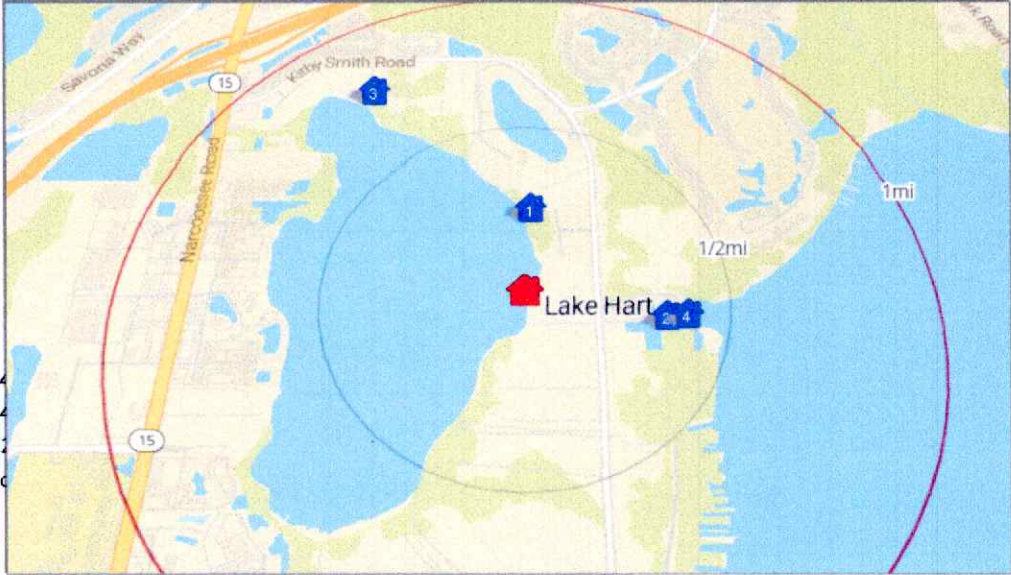 Savona Way
15
Kirby Smith Road
3
Narcoossee Road
1
1mi
1/2mi
Lake Hart
2
4
15